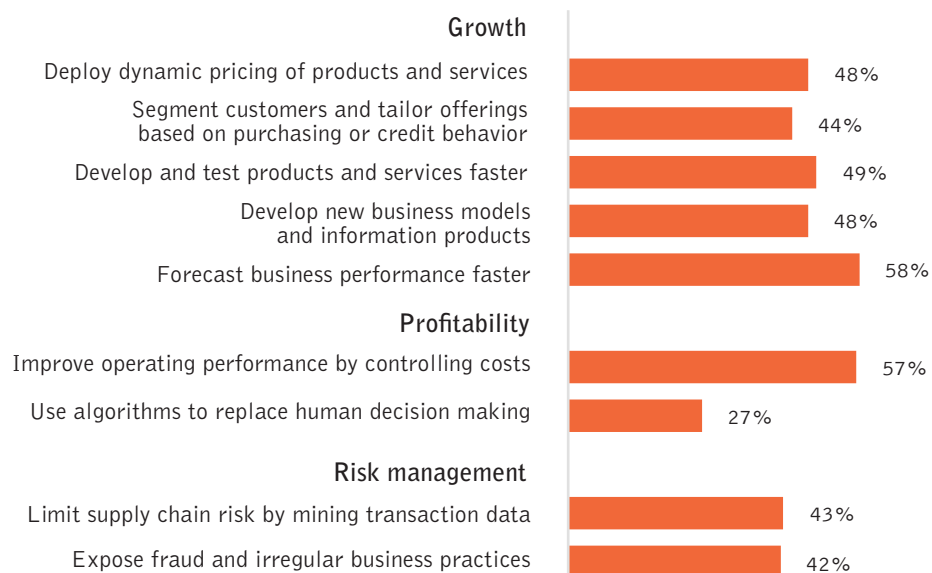 Growth
Deploy dynamic pricing of products and services 48%
Segment customers and tailor offerings
based on purchasing or credit behavior 44%
Develop and test products and services faster 49%
Develop new business models
and information products 48%
Forecast business performance faster 58%
Profitability
Improve operating performance by controlling costs 57%
Use algorithms to replace human decision making 27%
Risk management
Limit supply chain risk by mining transaction data 43%
Expose fraud and irregular business practices 42%